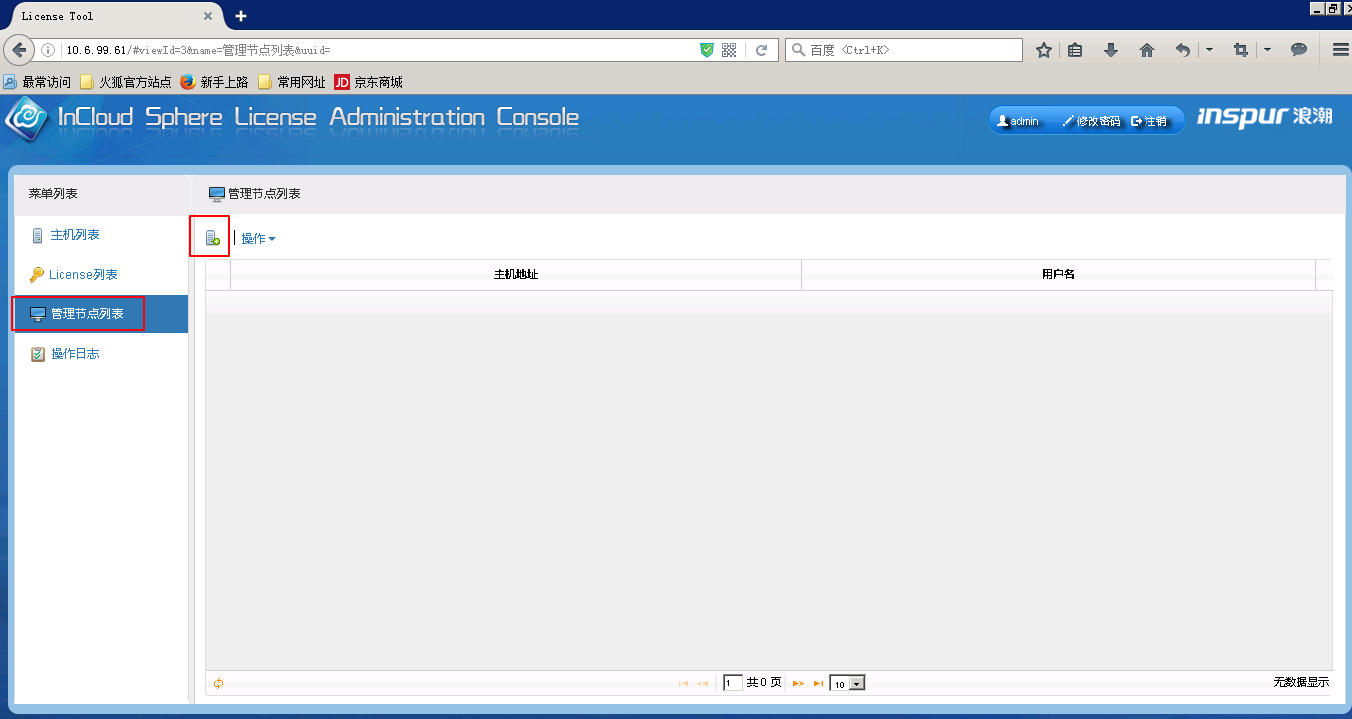 License Tool
10.6.99.61/#viewId=3&name=管理节点列表&uuid=
百度 <Ctrl+K>
最常访问 火狐官方站点 新手上路 常用网址 JD 京东商城
InCloud Sphere License Administration Console
admin 修改密码 注销
inspur 浪潮
菜单列表
管理节点列表
主机列表
操作
License列表
主机地址 用户名
管理节点列表
操作日志
1 共 0 页 10 无数据显示